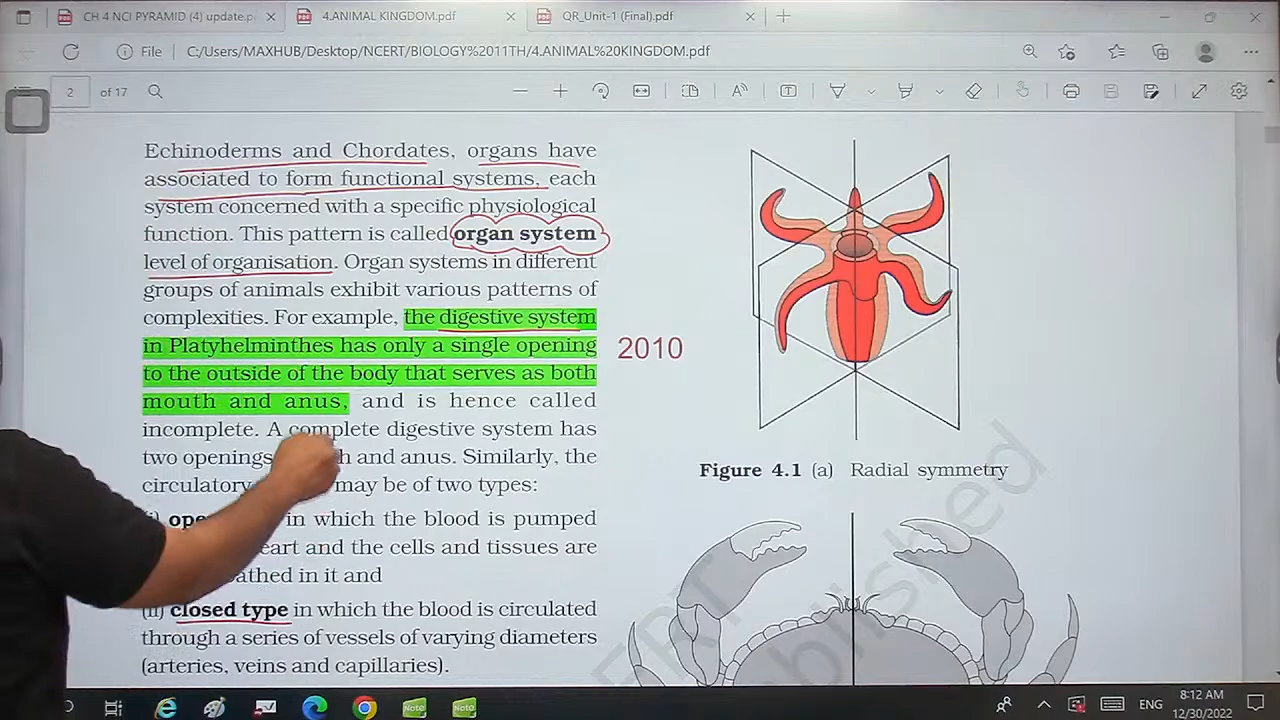 CH 4 NCI PYRAMID (4) update.p
4.ANIMAL KINGDOM.pdf
QR_Unit-1 (Final).pdf
File
C:/Users/MAXHUB/Desktop/NCERT/BIOLOGY%2011TH/4.ANIMAL%20KINGDOM.pdf
2 of 17
Echinoderms and Chordates, organs have
associated to form functional systems, each
system concerned with a specific physiological
function. This pattern is called organ system
level of organisation. Organ systems in different
groups of animals exhibit various patterns of
complexities. For example, the digestive system
in Platyhelminthes has only a single opening
to the outside of the body that serves as both
mouth and anus, and is hence called
incomplete. A complete digestive system has
two openings, and anus. Similarly, the
circulatory may be of two types:
in which the blood is pumped
and the cells and tissues are
in it and
(ii) closed type in which the blood is circulated
through a series of vessels of varying diameters
(arteries, veins and capillaries).
2010
Figure 4.1 (a) Radial symmetry
ublished
ENG
8:12 AM
12/30/2022
Note
Note